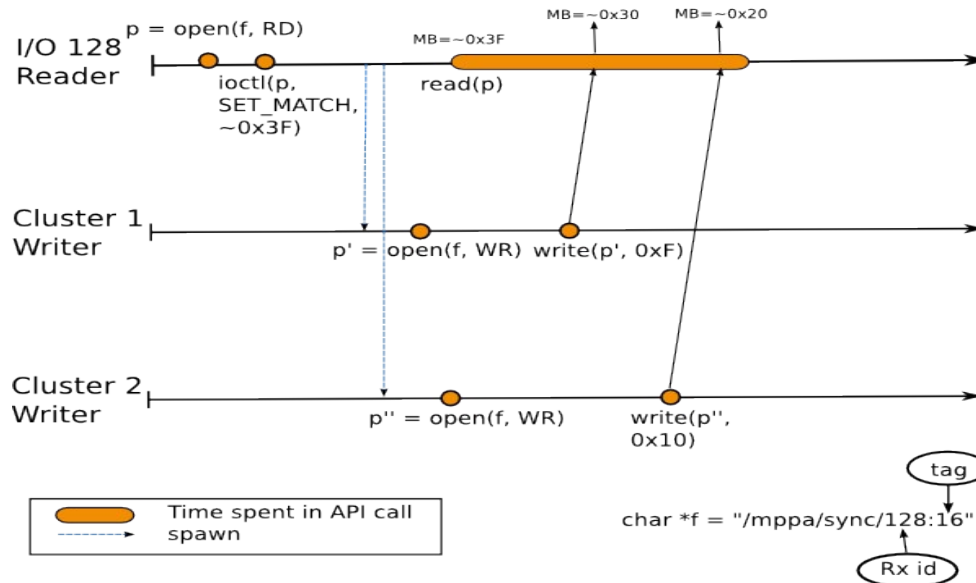 p = open(f, RD)
I/O 128
Reader
MB=~0x3F
MB=~0x30
MB=~0x20
ioctl(p,
SET_MATCH,
~0x3F)
read(p)
Cluster 1
Writer
p' = open(f, WR)
write(p', 0xF)
Cluster 2
Writer
p'' = open(f, WR)
write(p'',
0x10)
tag
Time spent in API call
spawn
char *f = "/mppa/sync/128:16"
Rx id